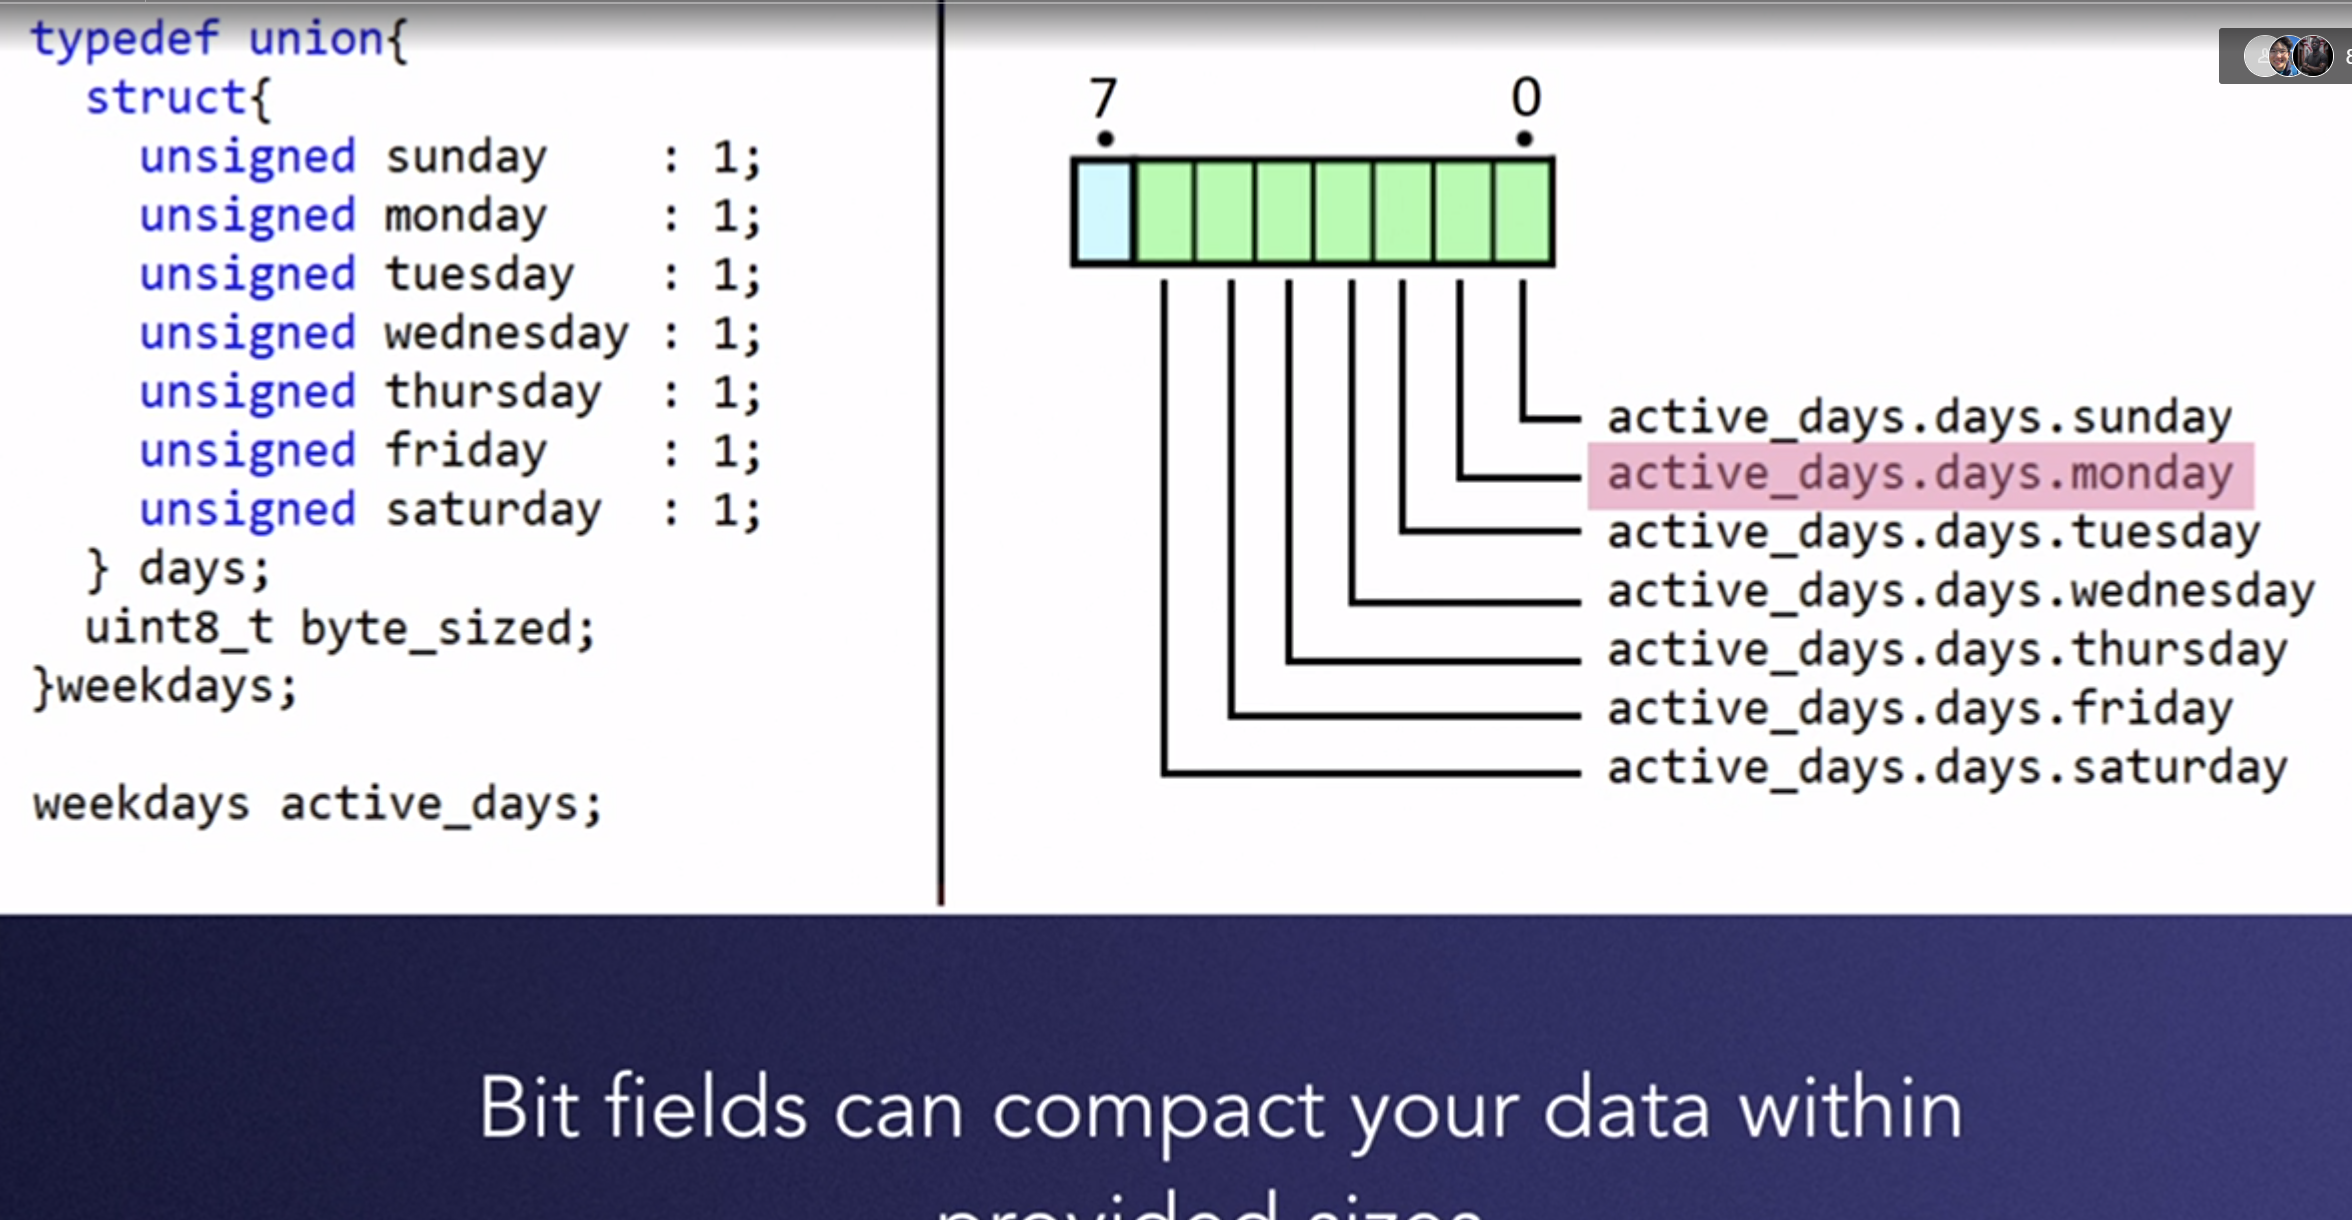 typedef union{
struct{
unsigned sunday : 1;
unsigned monday : 1;
unsigned tuesday : 1;
unsigned wednesday : 1;
unsigned thursday : 1;
unsigned friday : 1;
unsigned saturday : 1;
} days;
uint8_t byte_sized;
}weekdays;
weekdays active_days;
7 0
active_days.days.sunday
active_days.days.monday
active_days.days.tuesday
active_days.days.wednesday
active_days.days.thursday
active_days.days.friday
active_days.days.saturday
Bit fields can compact your data within
provided sizes